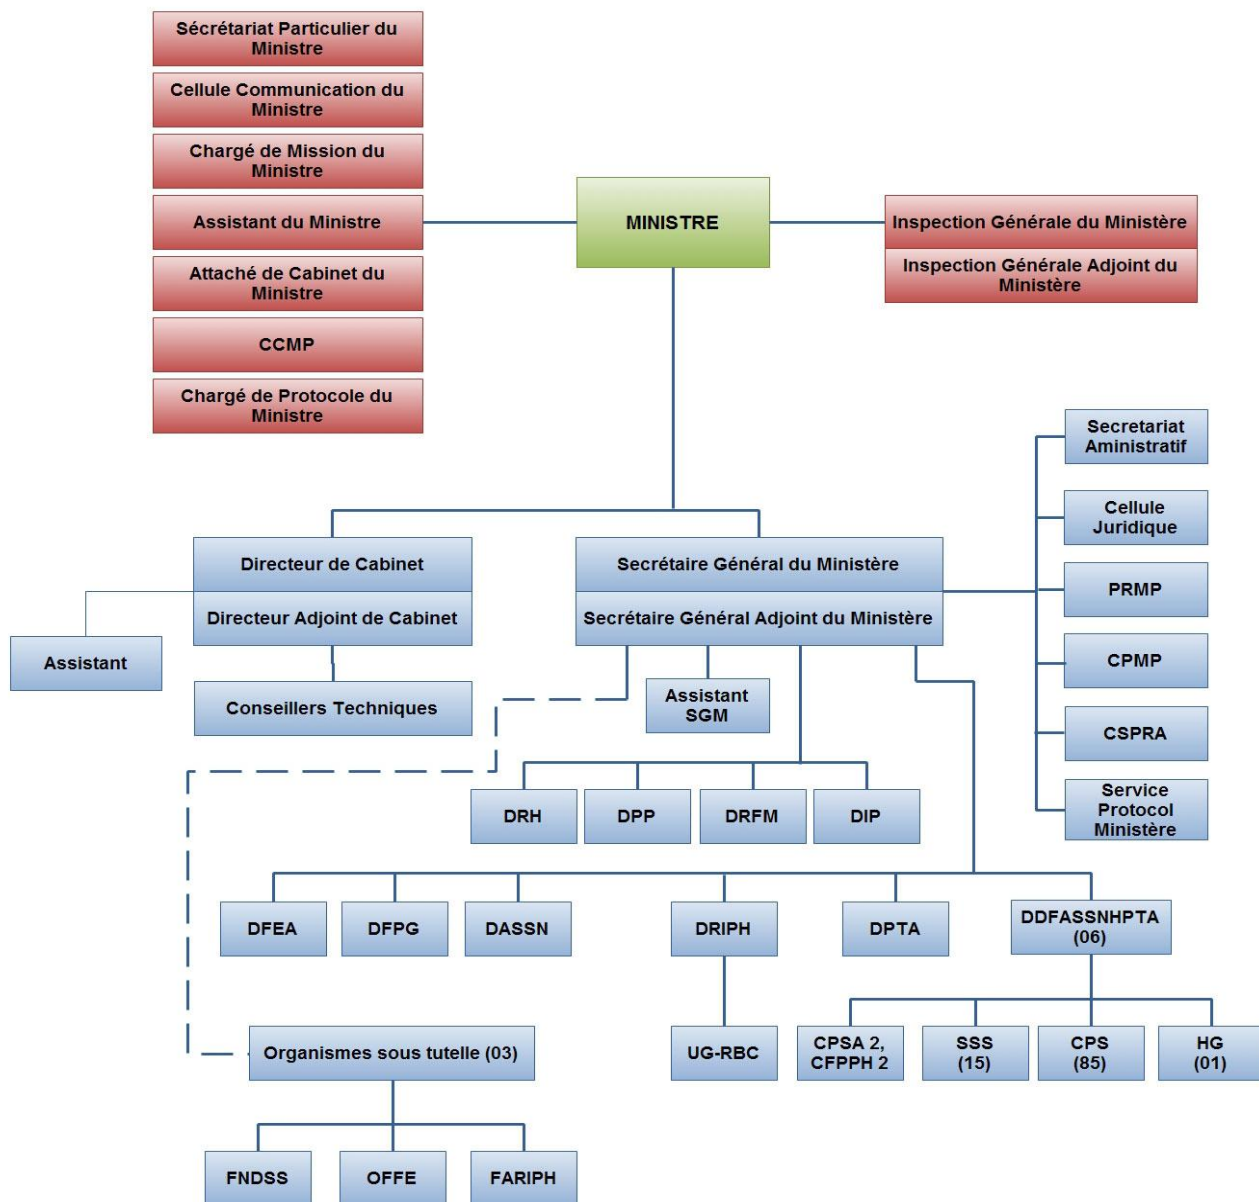 Sécrétariat Particulier du
Ministre
Cellule Communication du
Ministre
Chargé de Mission du
Ministre
Assistant du Ministre
Attaché de Cabinet du
Ministre
CCMP
Chargé de Protocole du
Ministre
MINISTRE
Inspection Générale du Ministère
Inspection Générale Adjoint du
Ministère
Secretariat
Aministratif
Cellule
Juridique
PRMP
CPMP
CSPRA
Service
Protocol
Ministère
Directeur de Cabinet
Directeur Adjoint de Cabinet
Assistant
Conseillers Techniques
Secrétaire Général du Ministère
Secrétaire Général Adjoint du Ministère
Assistant
SGM
DRH
DPP
DRFM
DIP
DFEA
DFPG
DASSN
DRIPH
DPTA
DDFASSNHPTA
(06)
UG-RBC
CPSA 2,
CFPPH 2
SSS
(15)
CPS
(85)
HG
(01)
Organismes sous tutelle (03)
FNDSS
OFFE
FARIPH